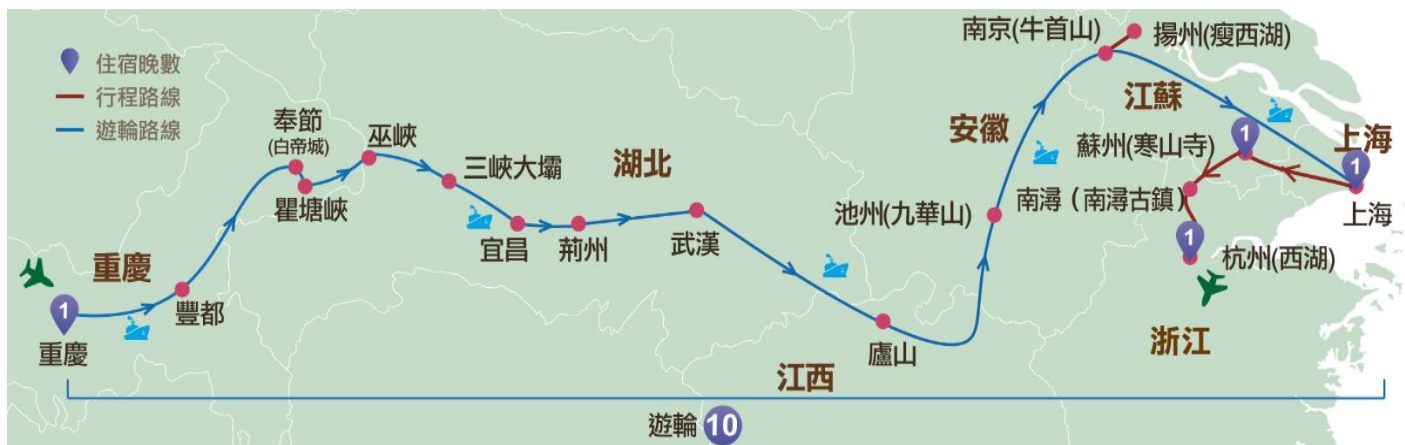 住宿晚數
行程路線
遊輪路線
重慶
1
重慶
豐都
奉節
(白帝城)
瞿塘峽
巫峽
三峽大壩
宜昌
荆州
湖北
武漢
江西
廬山
安徽
池州(九華山)
南京(牛首山)
揚州(瘦西湖)
江蘇
蘇州(寒山寺)
1
上海
1
上海
南潯（南潯古鎮）
1
杭州(西湖)
浙江
遊輪 10